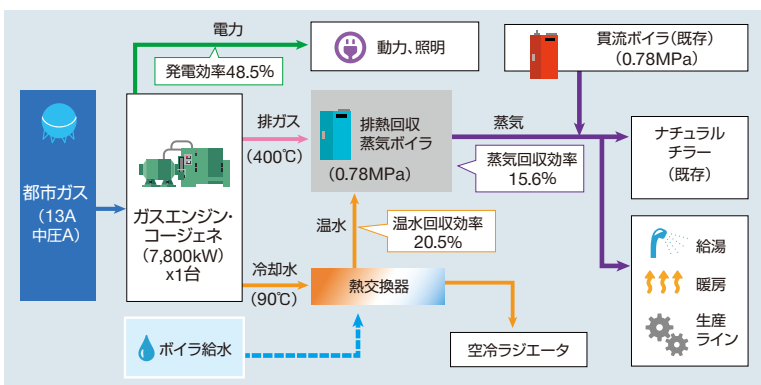 電力
発電効率48.5%
動力、照明
貫流ボイラ(既存)
(0.78MPa)
都市ガス
(13A
中圧A)
ガスエンジン・
コージェネ
(7,800kW)
x1台
排ガス
(400℃)
排熱回収
蒸気ボイラ
(0.78MPa)
蒸気
蒸気回収効率
15.6%
ナチュラル
チラー
(既存)
温水
温水回収効率
20.5%
冷却水
(90℃)
熱交換器
給湯
暖房
生産
ライン
ボイラ給水
空冷ラジエータ